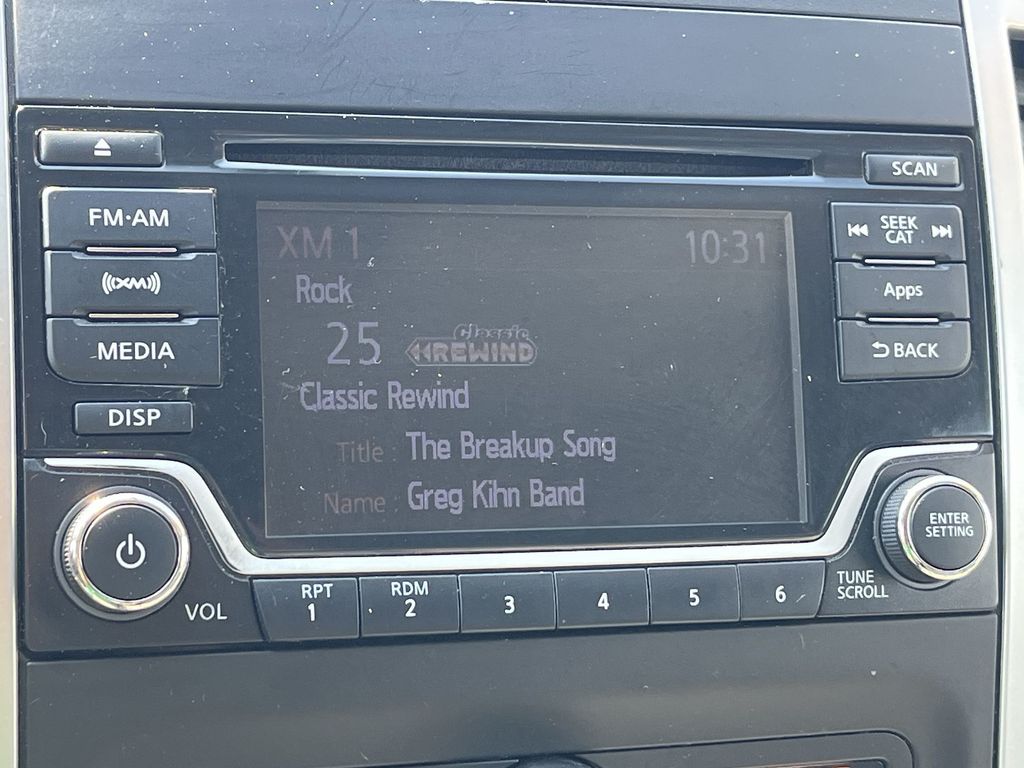 SCAN
FM·AM
XM
MEDIA
DISP
SEEK
CAT
Apps
BACK
XM 1 10:31
Rock
25 Classic
REWIND
Classic Rewind
Title : The Breakup Song
Name : Greg Kihn Band
VOL
RPT
1
RDM
2
3
4
5
6
TUNE
SCROLL
ENTER
SETTING